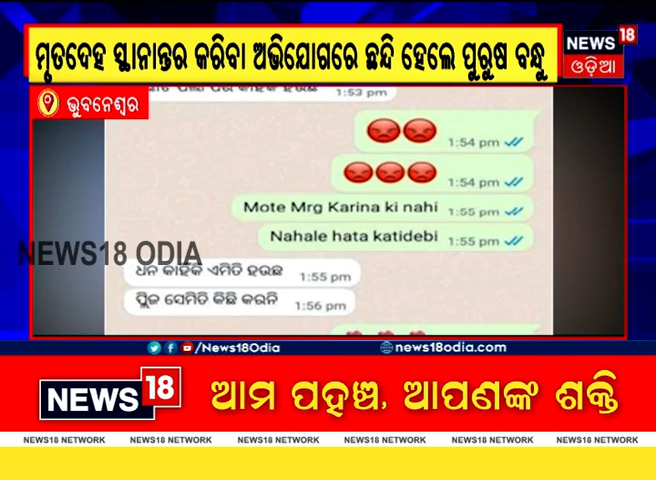 ମୃତଦେହ ସ୍ଥାନାନ୍ତର କରିବା ଅଭିଯୋଗରେ ଛନ୍ଦି ହେଲେ ପୁରୁଷ ବନ୍ଧୁ
NEWS 18
ଓଡ଼ିଆ
ଭୁବନେଶ୍ୱର
1:53 pm
1:54 pm
1:54 pm
Mote Mrg Karina ki nahi 1:55 pm
Nahale hata katidebi 1:55 pm
NEWS18 ODIA
ଧନ କାହିକି ଏମିତି ହଉଛ 1:55 pm
ପ୍ଲିଜ ସେମିତି କିଛି କରନି 1:56 pm
/News18Odia news18odia.com
NEWS 18 ଆମ ପହଞ୍ଚ, ଆପଣଙ୍କ ଶକ୍ତି
NEWS18 NETWORK NEWS18 NETWORK NEWS18 NETWORK NEWS18 NETWORK NEWS18 NETWORK NEWS18 NETWORK